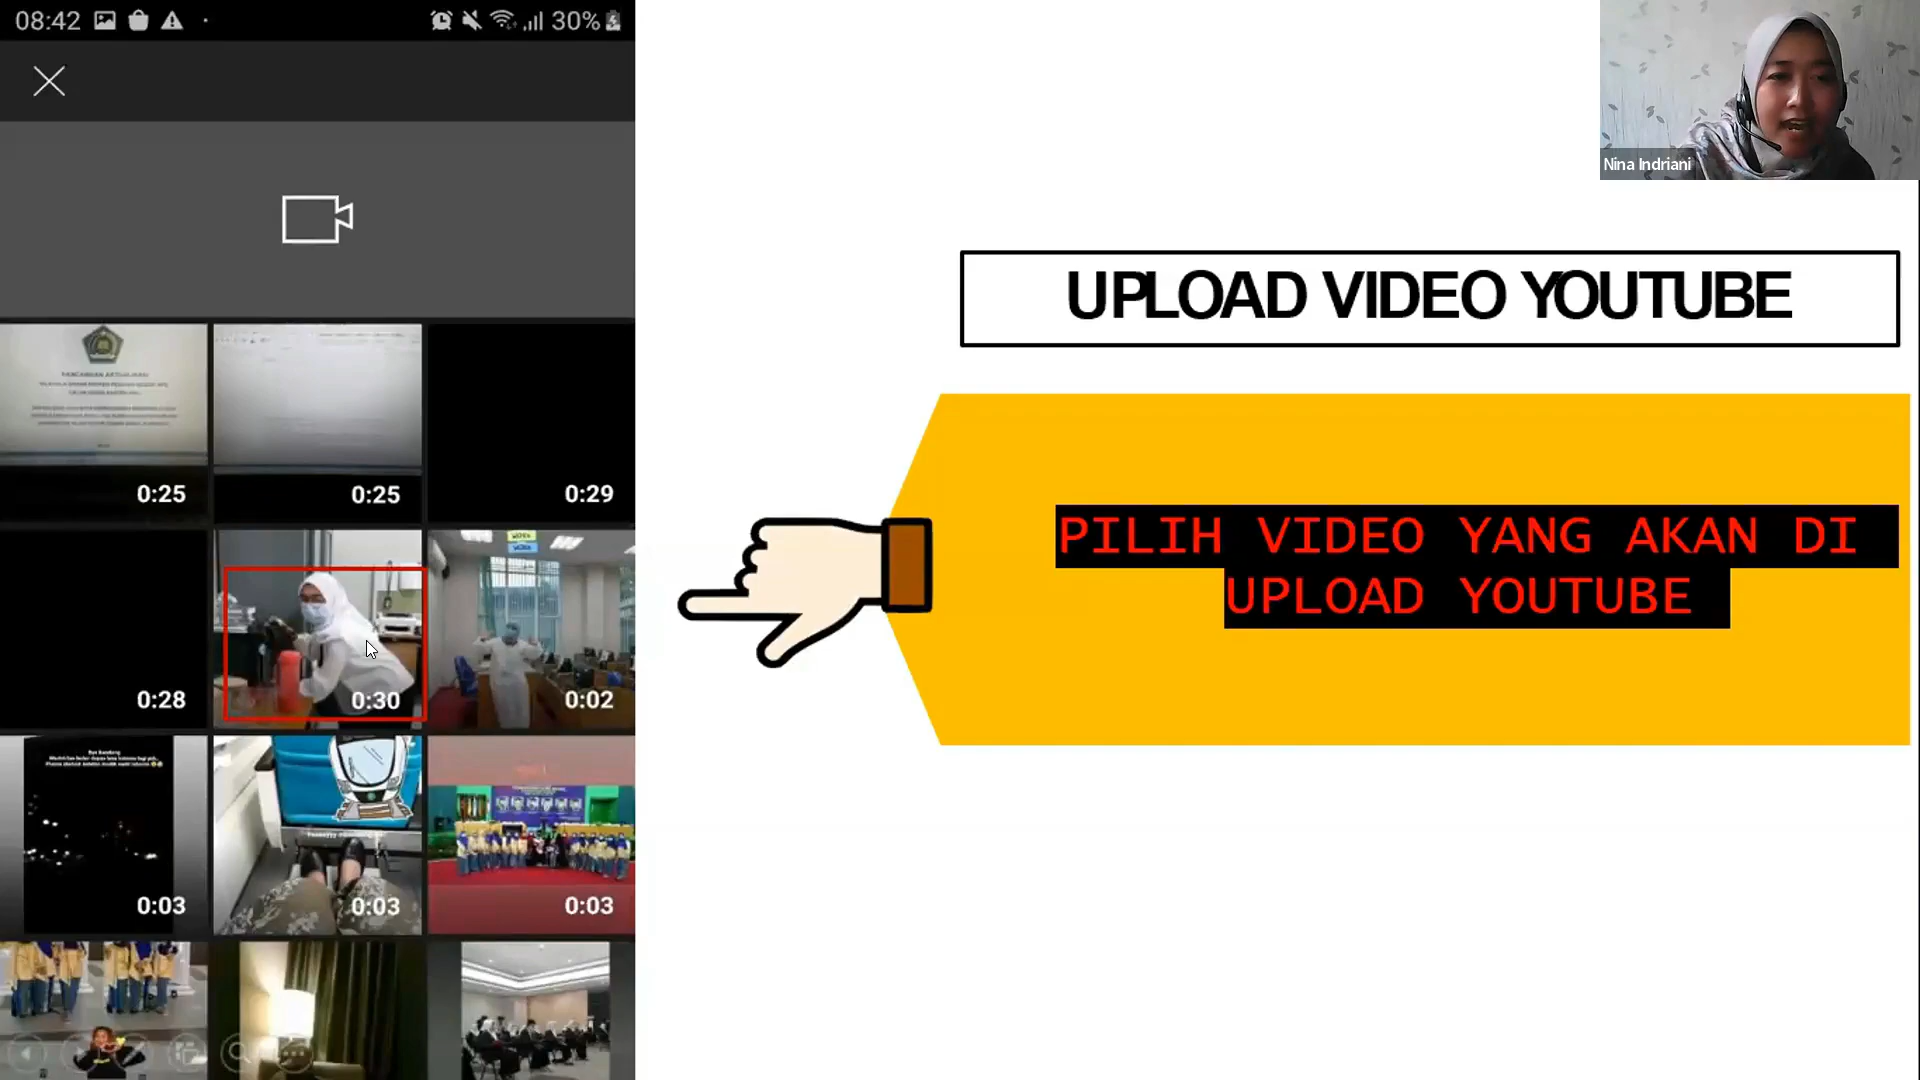 08:42
30%
Nina Indriani
UPLOAD VIDEO YOUTUBE
PILIH VIDEO YANG AKAN DI
UPLOAD YOUTUBE
0:25
0:25
0:29
0:28
0:30
0:02
0:03
0:03
0:03